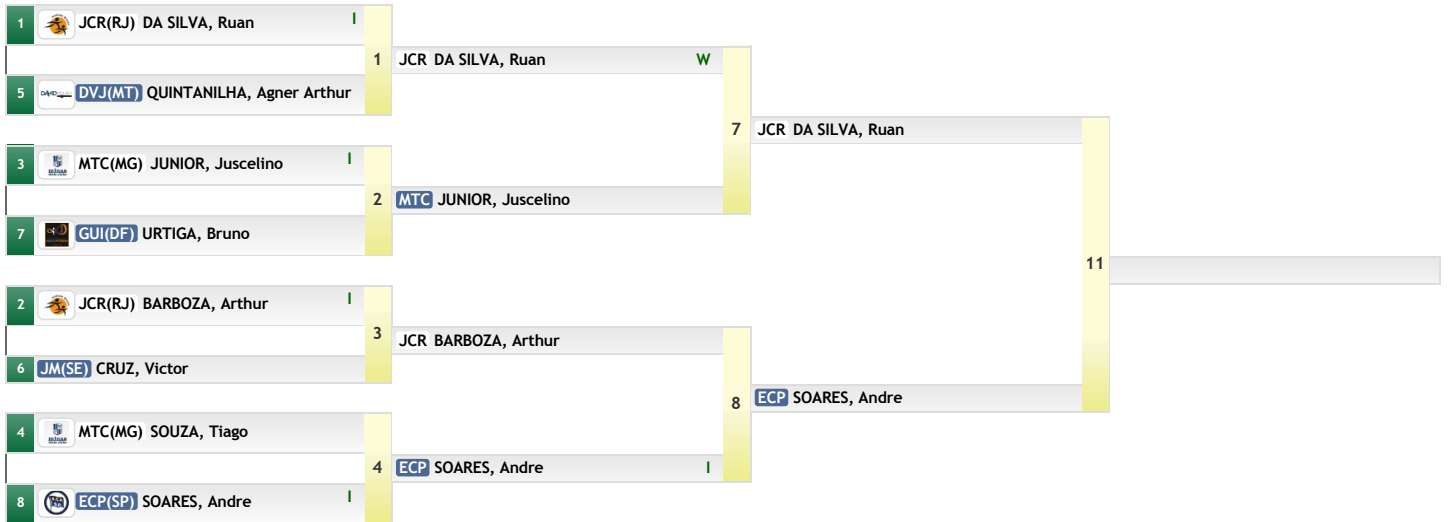 1 JCR(RJ) DA SILVA, Ruan I
1 JCR DA SILVA, Ruan W
5 DVJ(MT) QUINTANILHA, Agner Arthur
7 JCR DA SILVA, Ruan
3 MTC(MG) JUNIOR, Juscelino I
2 MTC JUNIOR, Juscelino
7 GUI(DF) URTIGA, Bruno
11
2 JCR(RJ) BARBOZA, Arthur I
3 JCR BARBOZA, Arthur
6 JM(SE) CRUZ, Victor
8 ECP SOARES, Andre
4 MTC(MG) SOUZA, Tiago
4 ECP SOARES, Andre I
8 ECP(SP) SOARES, Andre I